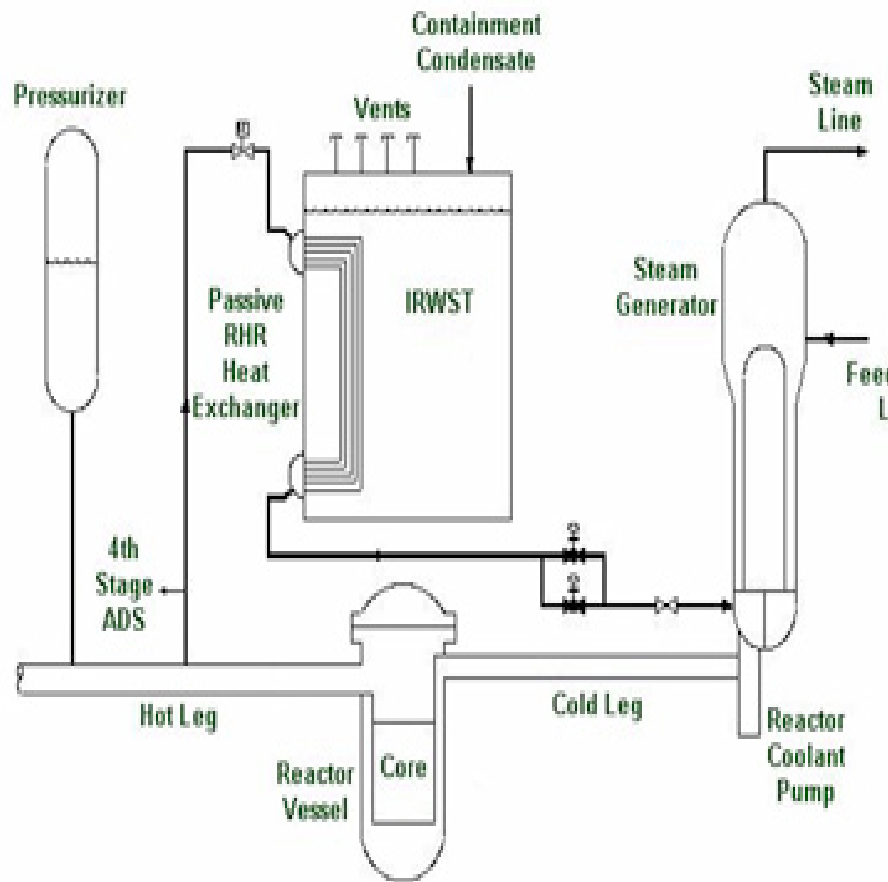 Containment
Condensate
Pressurizer
Vents
Steam
Line
Passive
RHR
Heat
Exchanger
IRWST
Steam
Generator
Feed
L
4th
Stage
ADS
Hot Leg
Cold Leg
Reactor
Vessel
Core
Reactor
Coolant
Pump